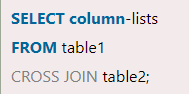 SELECT column-lists
FROM table1
CROSS JOIN table2;